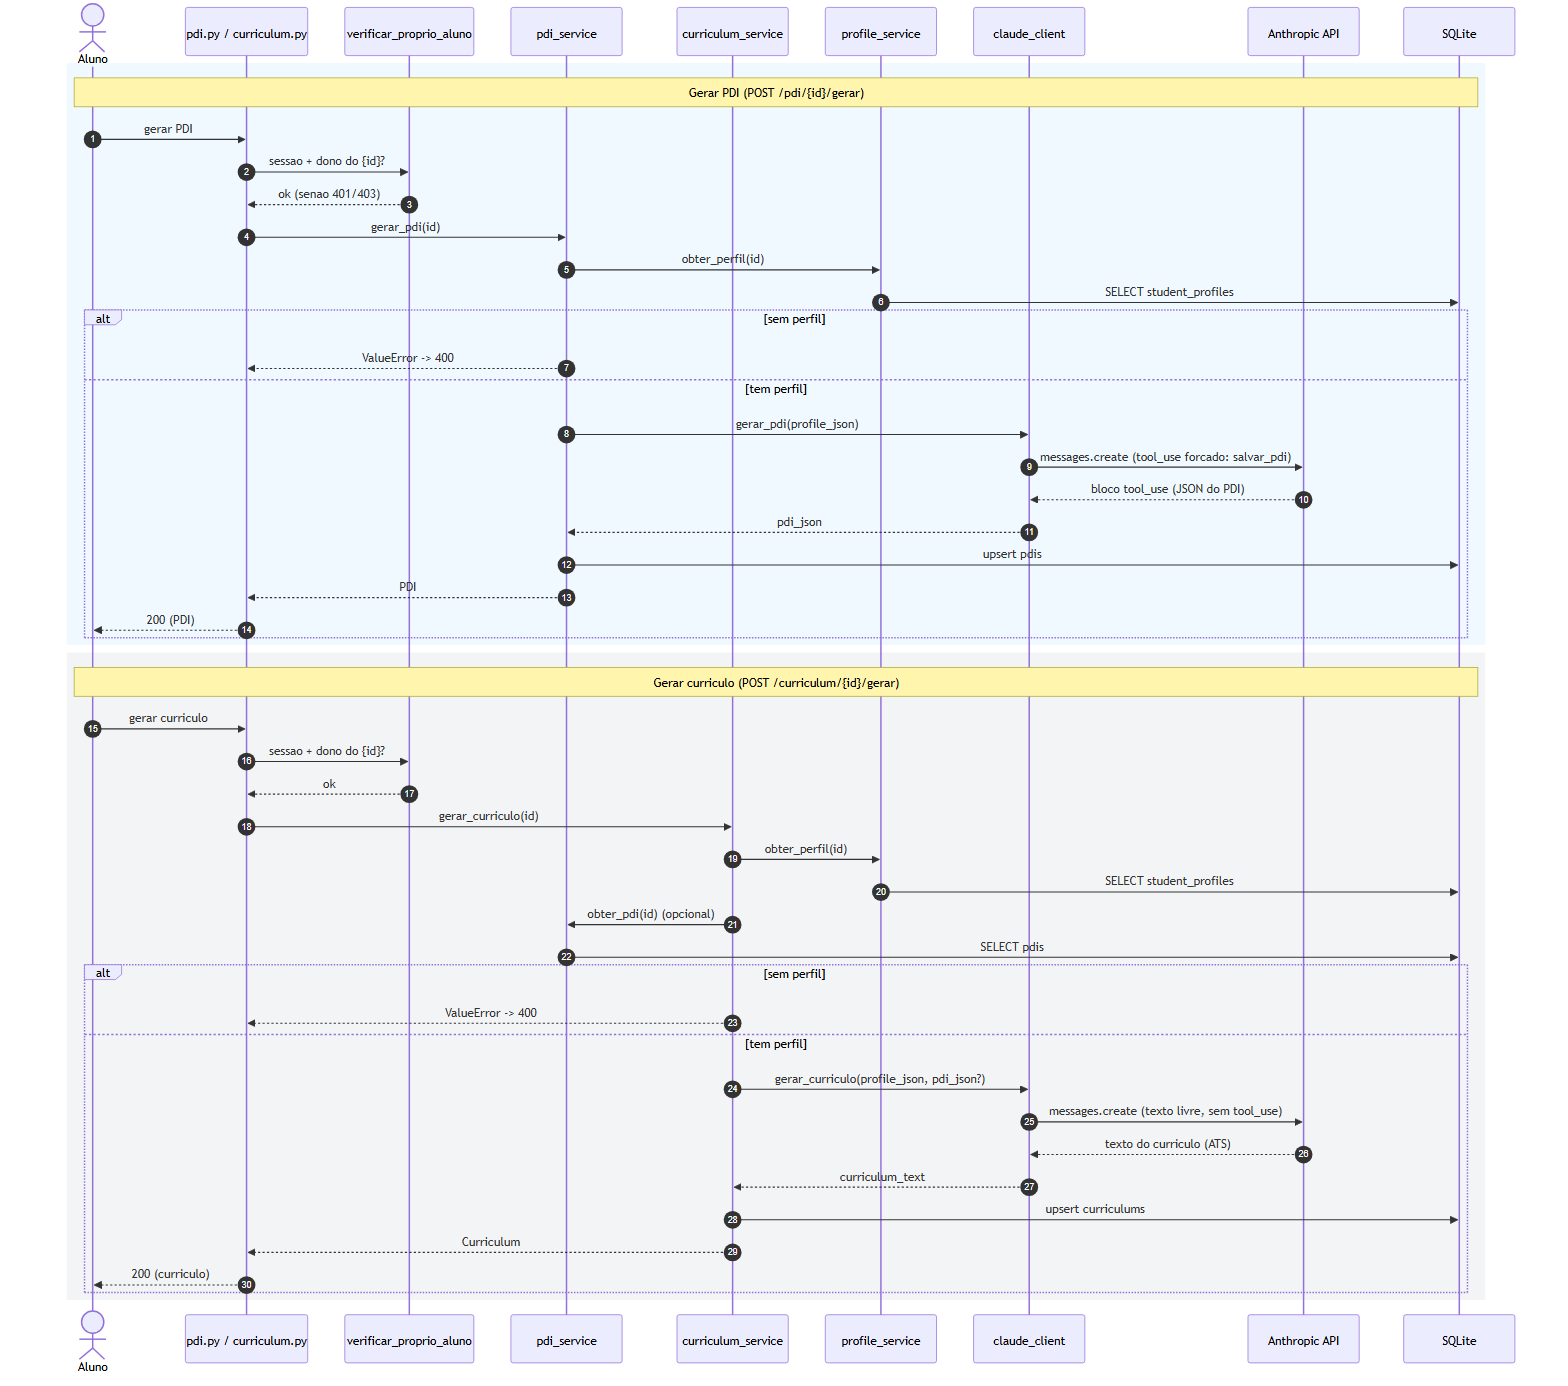 Aluno
pdi.py / curriculum.py
verificar_proprio_aluno
pdi_service
curriculum_service
profile_service
claude_client
Anthropic API
SQLite
Gerar PDI (POST /pdi/{id}/gerar)
1
gerar PDI
2
sessao + dono do {id}?
ok (senao 401/403)
3
4
gerar_pdi(id)
5
obter_perfil(id)
6
SELECT student_profiles
alt
[sem perfil]
ValueError -> 400
7
[tem perfil]
8
gerar_pdi(profile_json)
9
messages.create (tool_use forcado: salvar_pdi)
bloco tool_use (JSON do PDI)
10
pdi_json
11
12
upsert pdis
PDI
13
200 (PDI)
14
Gerar curriculo (POST /curriculum/{id}/gerar)
15
gerar curriculo
16
sessao + dono do {id}?
ok
17
18
gerar_curriculo(id)
19
obter_perfil(id)
20
SELECT student_profiles
obter_pdi(id) (opcional)
21
22
SELECT pdis
alt
[sem perfil]
ValueError -> 400
23
[tem perfil]
24
gerar_curriculo(profile_json, pdi_json?)
25
messages.create (texto livre, sem tool_use)
texto do curriculo (ATS)
26
curriculum_text
27
28
upsert curriculums
Curriculum
29
200 (curriculo)
30
Aluno
pdi.py / curriculum.py
verificar_proprio_aluno
pdi_service
curriculum_service
profile_service
claude_client
Anthropic API
SQLite